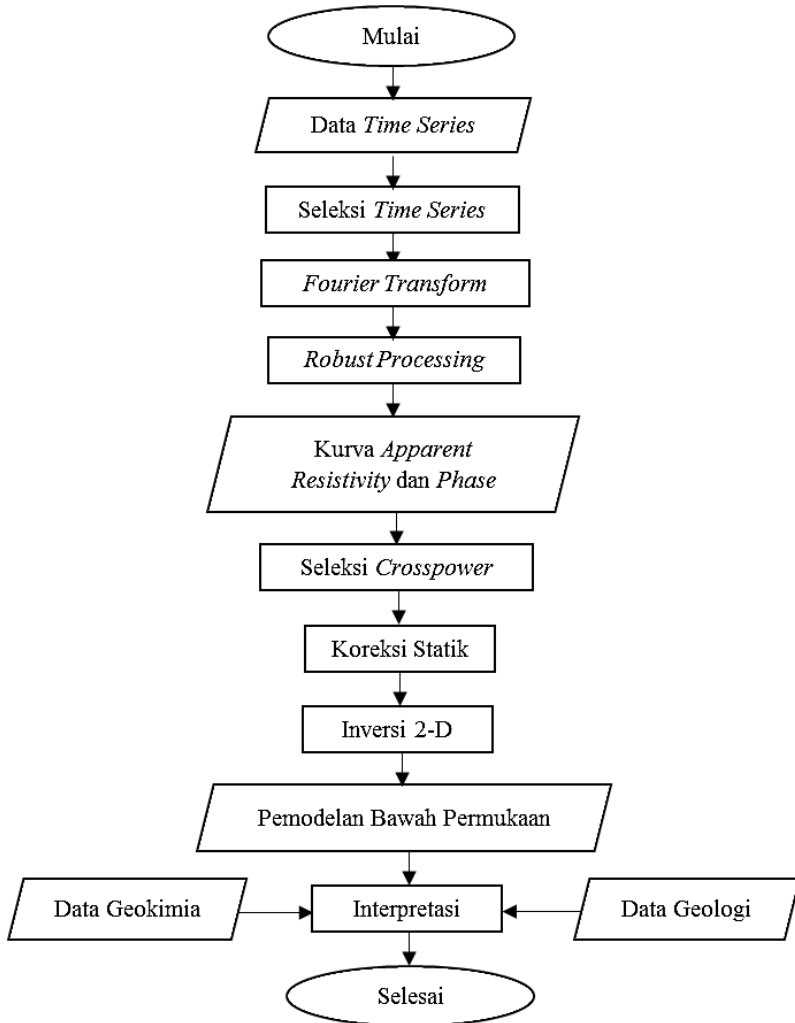 Mulai
Data Time Series
Seleksi Time Series
Fourier Transform
Robust Processing
Kurva Apparent
Resistivity dan Phase
Seleksi Crosspower
Koreksi Statik
Inversi 2-D
Pemodelan Bawah Permukaan
Data Geokimia
Interpretasi
Data Geologi
Selesai